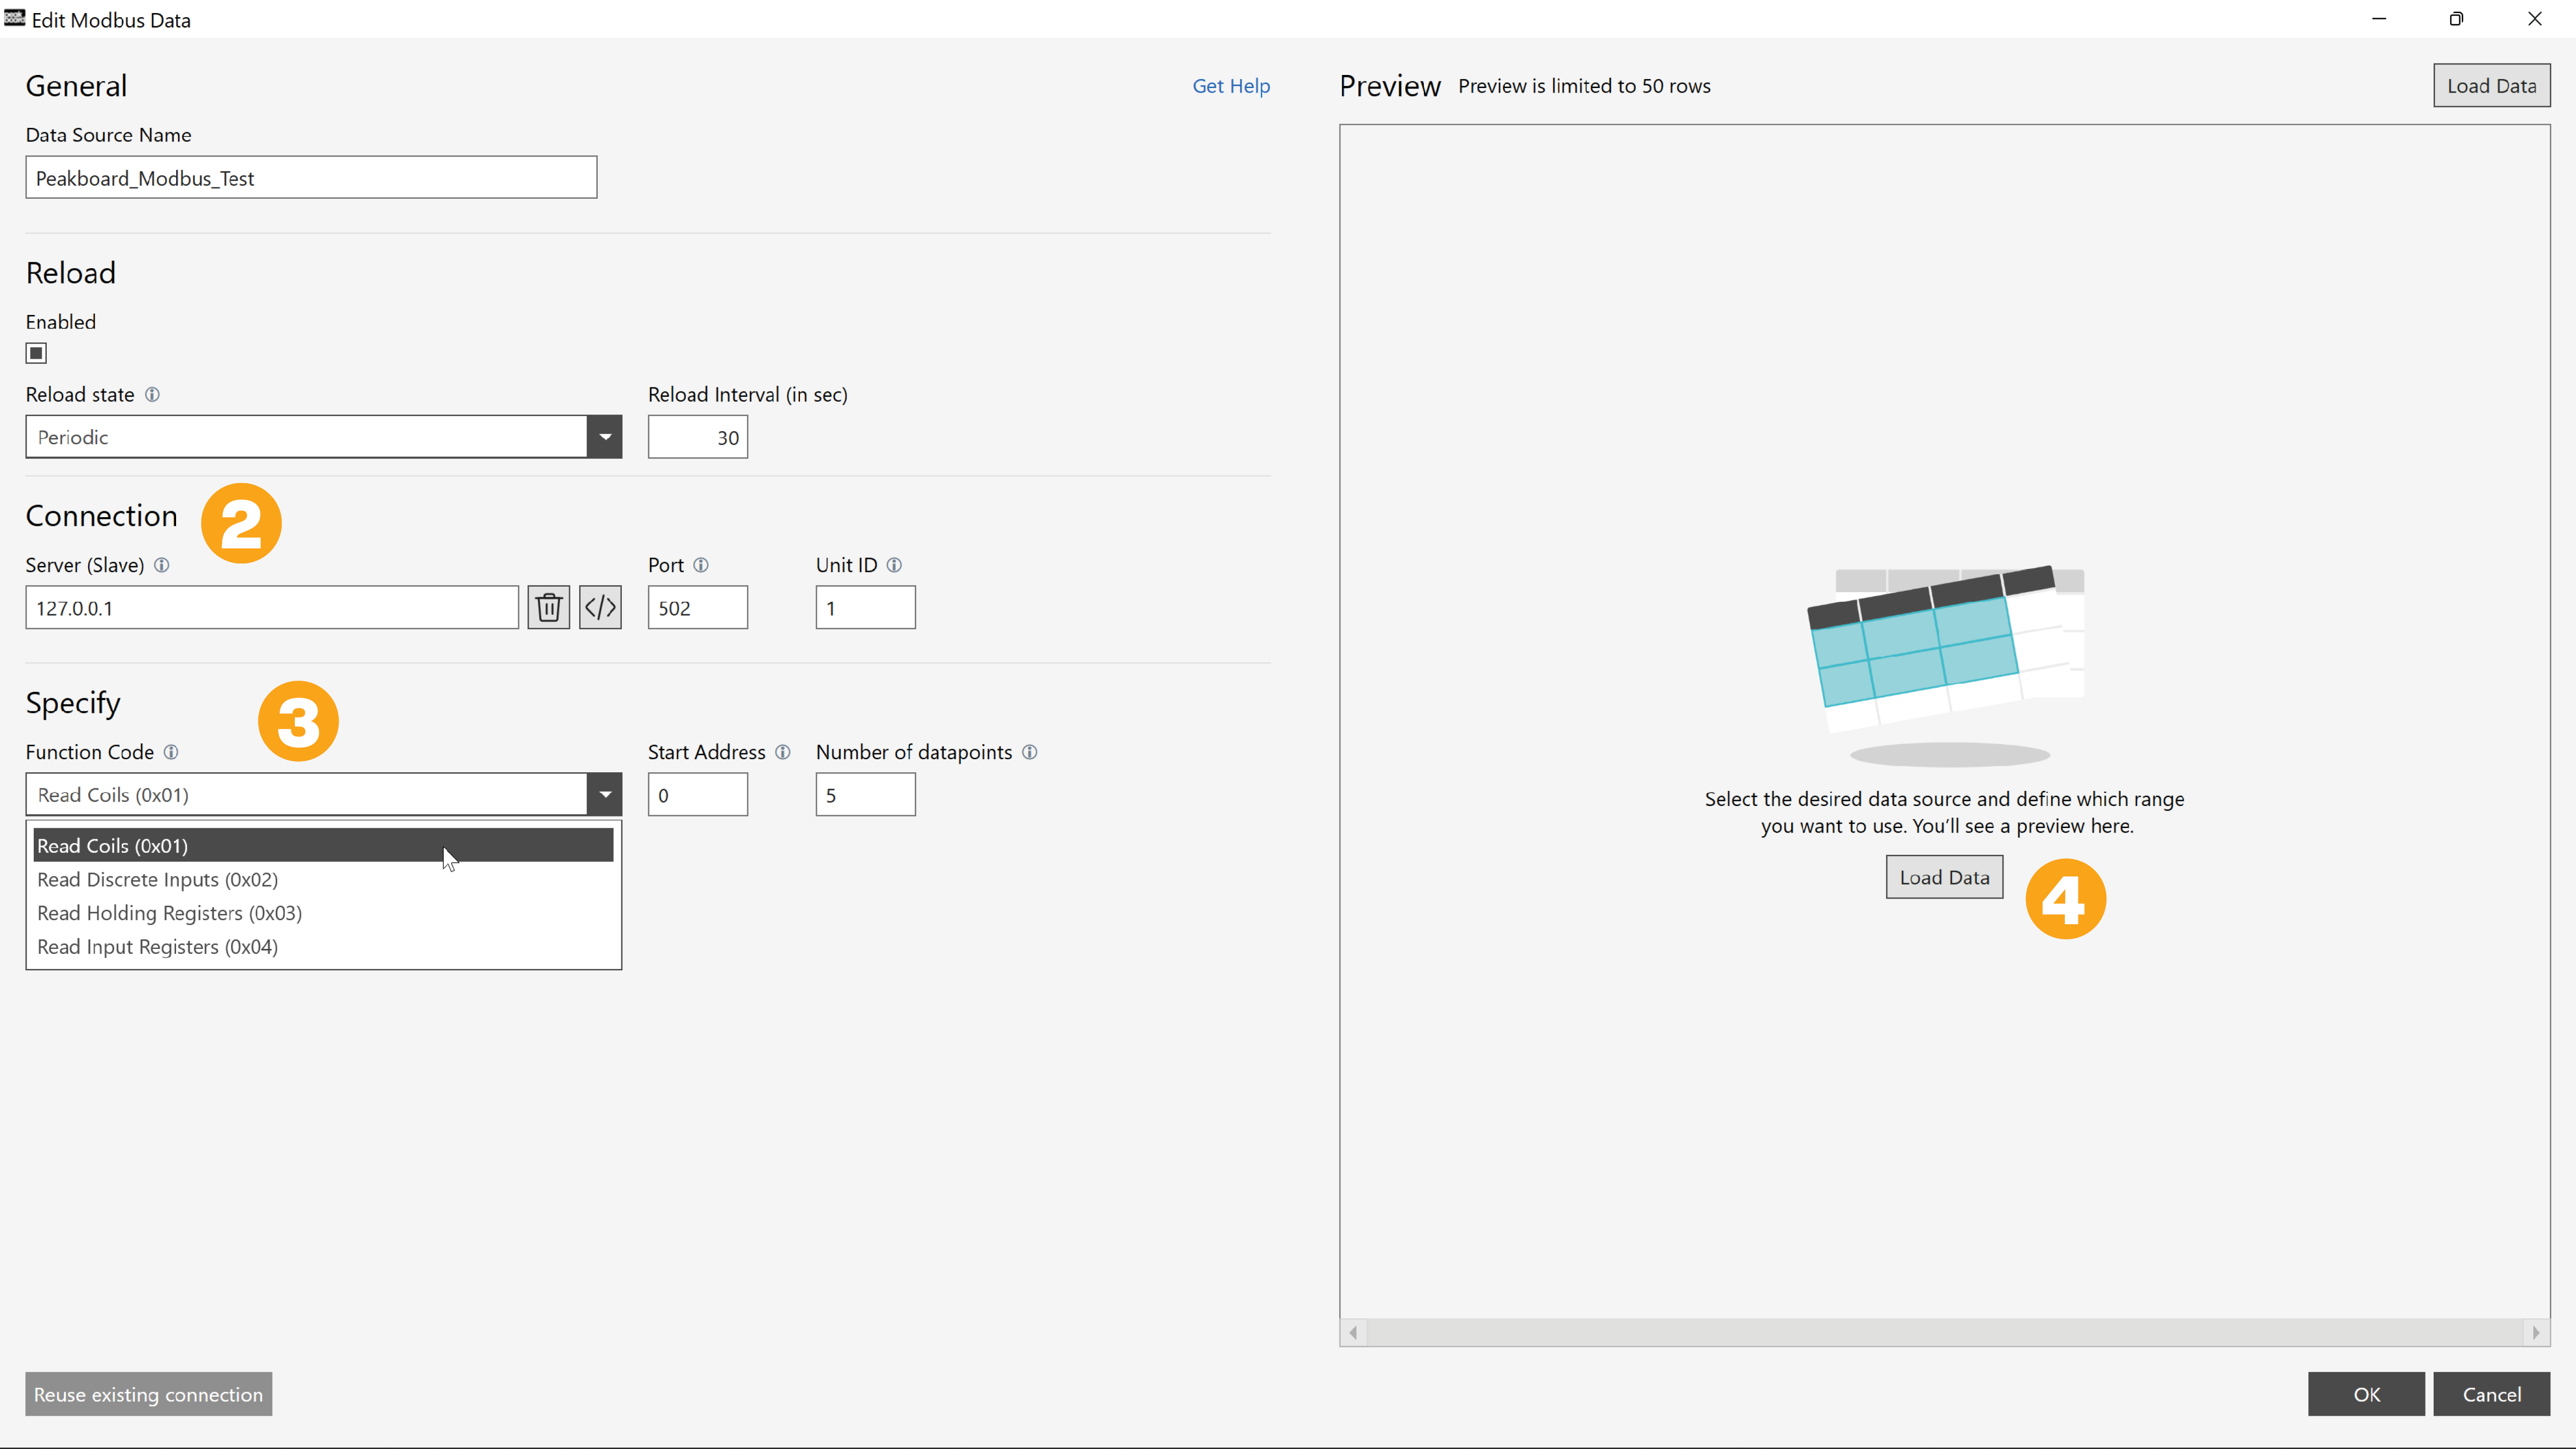 Edit Modbus Data
General
Get Help
Data Source Name
Peakboard_Modbus_Test
Reload
Enabled
Reload state
Reload Interval (in sec)
Periodic
30
Connection
2
Server (Slave)
Port
Unit ID
127.0.0.1
502
1
Specify
3
Function Code
Start Address
Number of datapoints
Read Coils (0x01)
0
5
Read Coils (0x01)
Read Discrete Inputs (0x02)
Read Holding Registers (0x03)
Read Input Registers (0x04)
Reuse existing connection
Preview
Preview is limited to 50 rows
Load Data
Select the desired data source and define which range
you want to use. You'll see a preview here.
Load Data
4
OK
Cancel